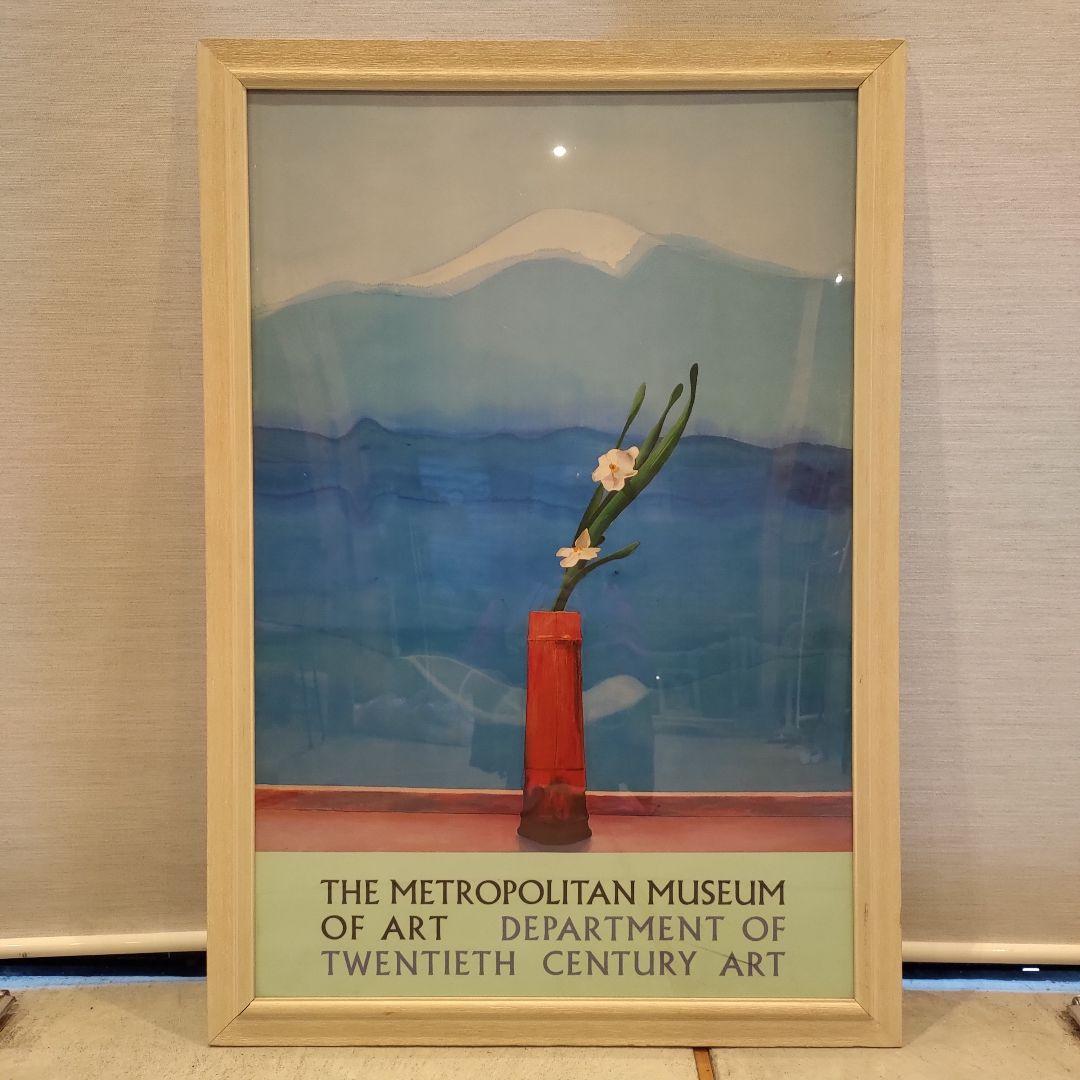 THE METROPOLITAN MUSEUM
OF ART DEPARTMENT OF
TWENTIETH CENTURY ART